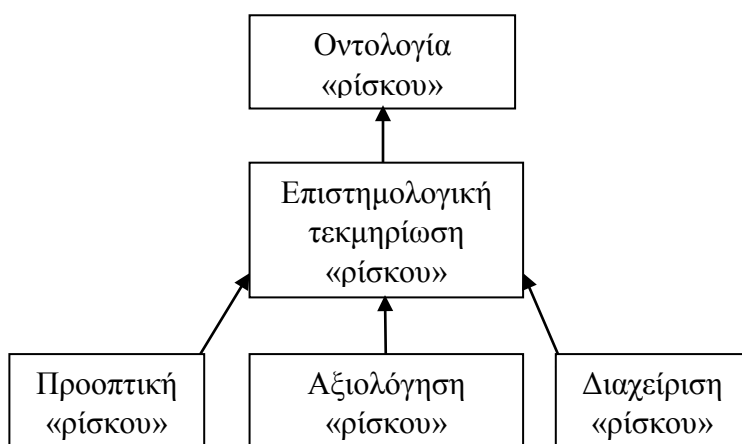 Οντολογία
«ρίσκου»
Επιστημολογική
τεκμηρίωση
«ρίσκου»
Προοπτική
«ρίσκου»
Αξιολόγηση
«ρίσκου»
Διαχείριση
«ρίσκου»